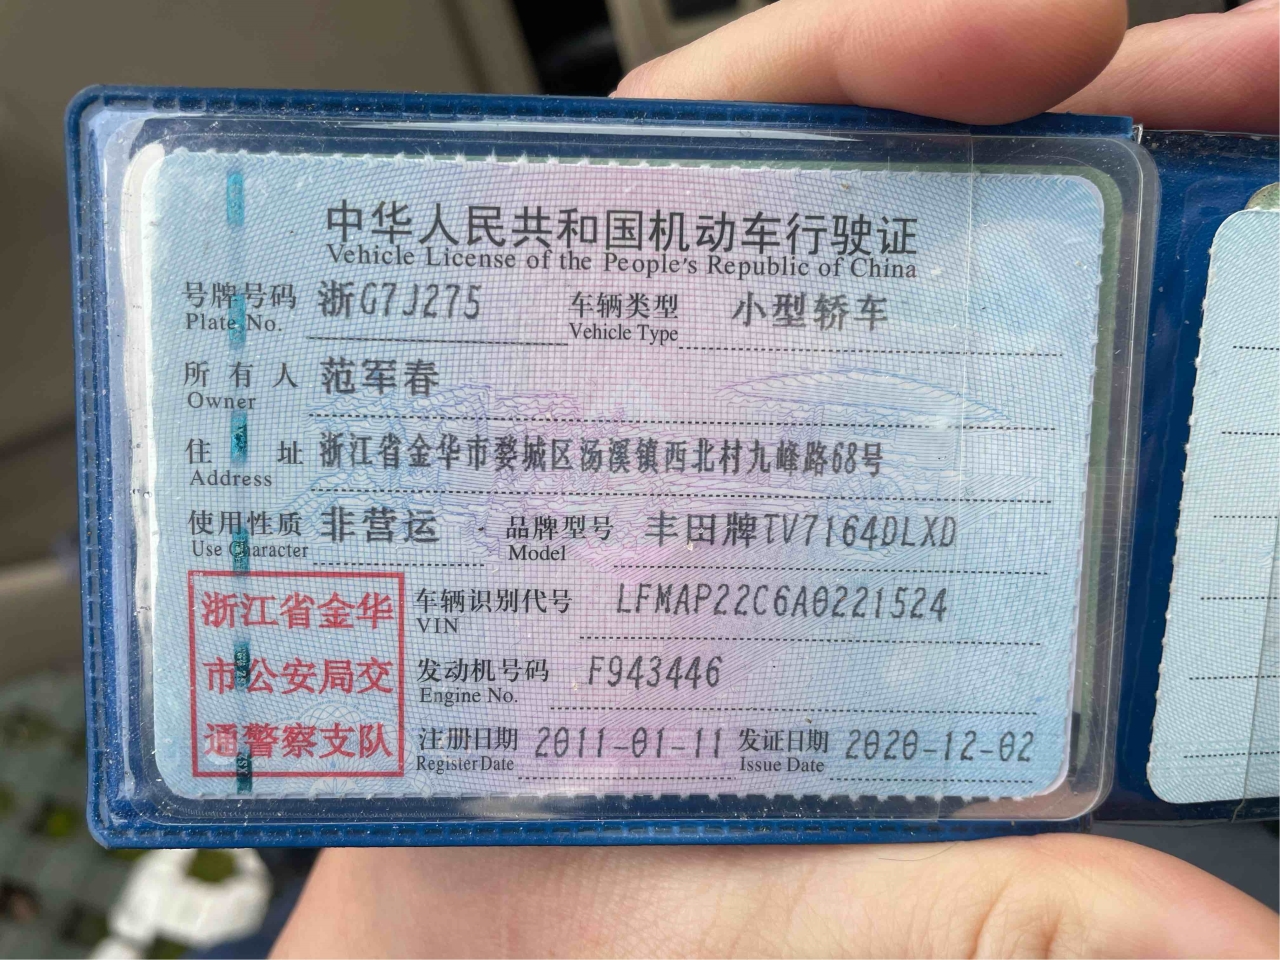 中华人民共和国机动车行驶证
Vehicle License of the People's Republic of China
号牌号码 浙G7J275 车辆类型 小型轿车
Plate No. Vehicle Type
所有人 范军春
Owner
住址 浙江省金华市婺城区汤溪镇西北村九峰路68号
Address
使用性质 非营运 品牌型号 丰田牌TV7164DLXD
Use Character Model
浙江省金华
市公安局交
通警察支队
车辆识别代号 LFMAP22C6A0221524
VIN
发动机号码 F943446
Engine No.
注册日期 2011-01-11 发证日期 2020-12-02
Register Date Issue Date